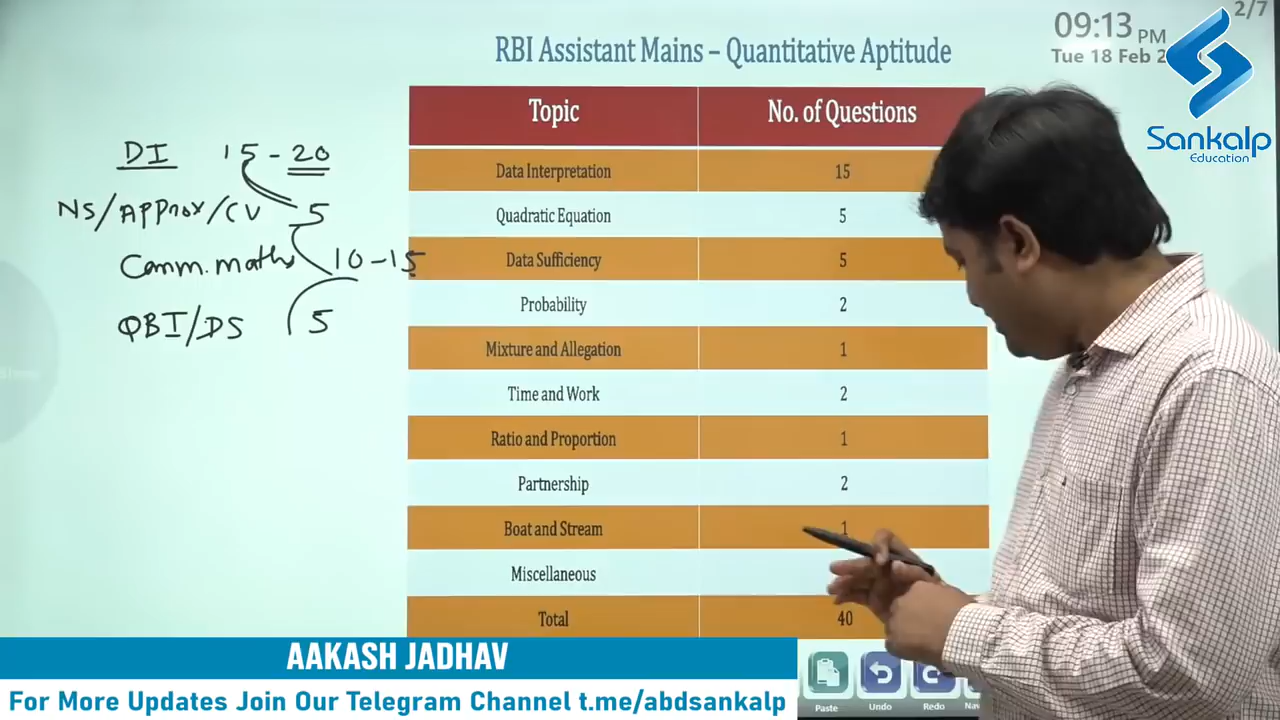 2/7
09:13 PM
Tue 18 Feb 2
Sankalp
Education
RBI Assistant Mains – Quantitative Aptitude
DI 15 - 20
NS/APProx/CV 5
Comm. maths 10-15
QBI/DS 5
Topic No. of Questions
Data Interpretation 15
Quadratic Equation 5
Data Sufficiency 5
Probability 2
Mixture and Allegation 1
Time and Work 2
Ratio and Proportion 1
Partnership 2
Boat and Stream 1
Miscellaneous
Total 40
Paste Undo Redo Nav
AAKASH JADHAV
For More Updates Join Our Telegram Channel t.me/abdsankalp